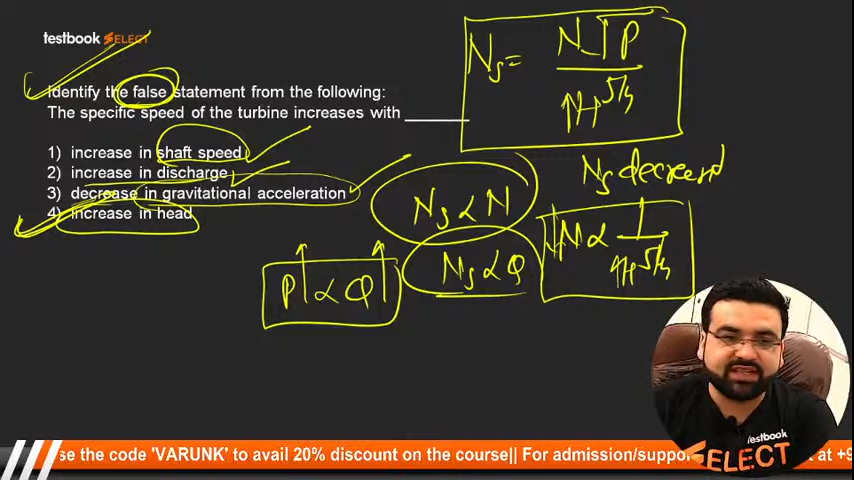 testbook SELECT
Identify the false statement from the following:
The specific speed of the turbine increases with ______
1) increase in shaft speed
2) increase in discharge
3) decrease in gravitational acceleration
4) increase in head
Ns = N√P / H^5/4
Ns decreased
Ns ∝ N
Ns ∝ Q
P↑ ∝ Q↑
↓N ∝ 1 / ↑H^5/4
testbook
SELECT
se the code 'VARUNK' to avail 20% discount on the course|| For admission/suppo
at +9